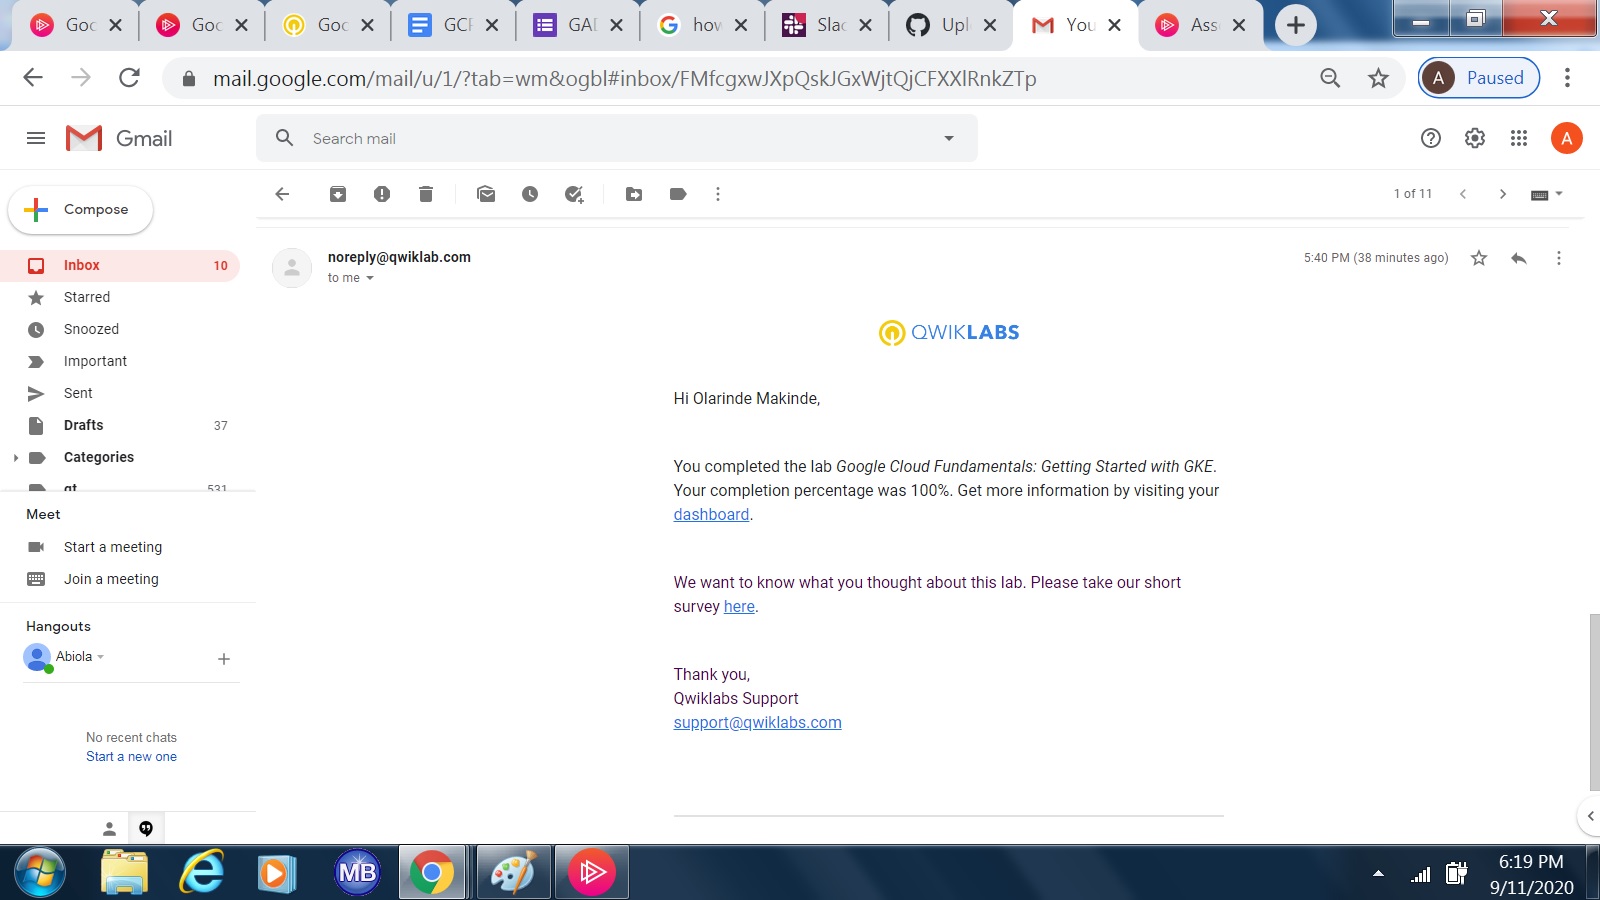 Goo
Goo
Goo
GCP
GAD
how
Slac
Uplo
You
Ass
mail.google.com/mail/u/1/?tab=wm&ogbl#inbox/FMfcgxwJXpQskJGxWjtQjCFXXlRnkZTp
A Paused
Gmail
Search mail
A
Compose
1 of 11
Inbox 10
Starred
Snoozed
Important
Sent
Drafts 37
Categories
Meet
Start a meeting
Join a meeting
Hangouts
Abiola
No recent chats
Start a new one
noreply@qwiklab.com
5:40 PM (38 minutes ago)
to me
QWIKLABS
Hi Olarinde Makinde,
You completed the lab Google Cloud Fundamentals: Getting Started with GKE.
Your completion percentage was 100%. Get more information by visiting your
dashboard.
We want to know what you thought about this lab. Please take our short
survey here.
Thank you,
Qwiklabs Support
support@qwiklabs.com
MB
6:19 PM
9/11/2020